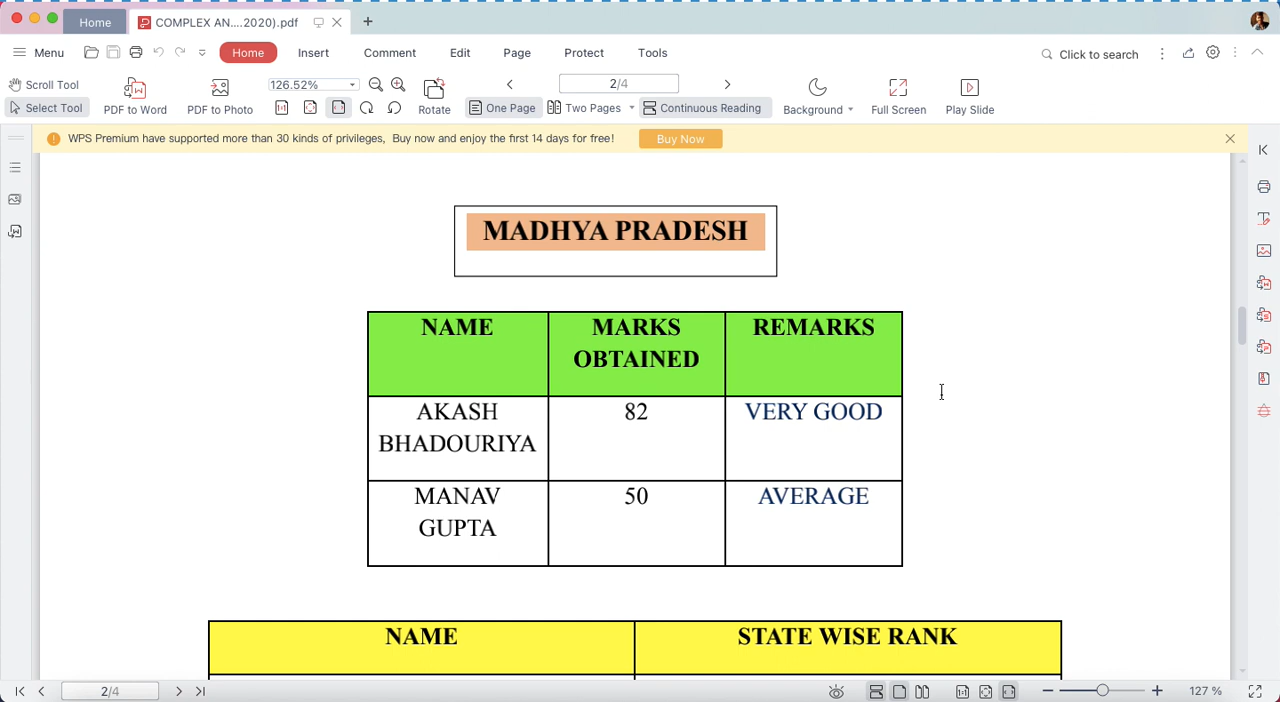 Home
COMPLEX AN....2020).pdf
Menu
Home
Insert
Comment
Edit
Page
Protect
Tools
Click to search
Scroll Tool
Select Tool
PDF to Word
PDF to Photo
126.52%
Rotate
2/4
One Page
Two Pages
Continuous Reading
Background
Full Screen
Play Slide
WPS Premium have supported more than 30 kinds of privileges, Buy now and enjoy the first 14 days for free!
Buy Now
MADHYA PRADESH
NAME
MARKS
OBTAINED
REMARKS
AKASH
BHADOURIYA
82
VERY GOOD
MANAV
GUPTA
50
AVERAGE
NAME
STATE WISE RANK
2/4
127 %